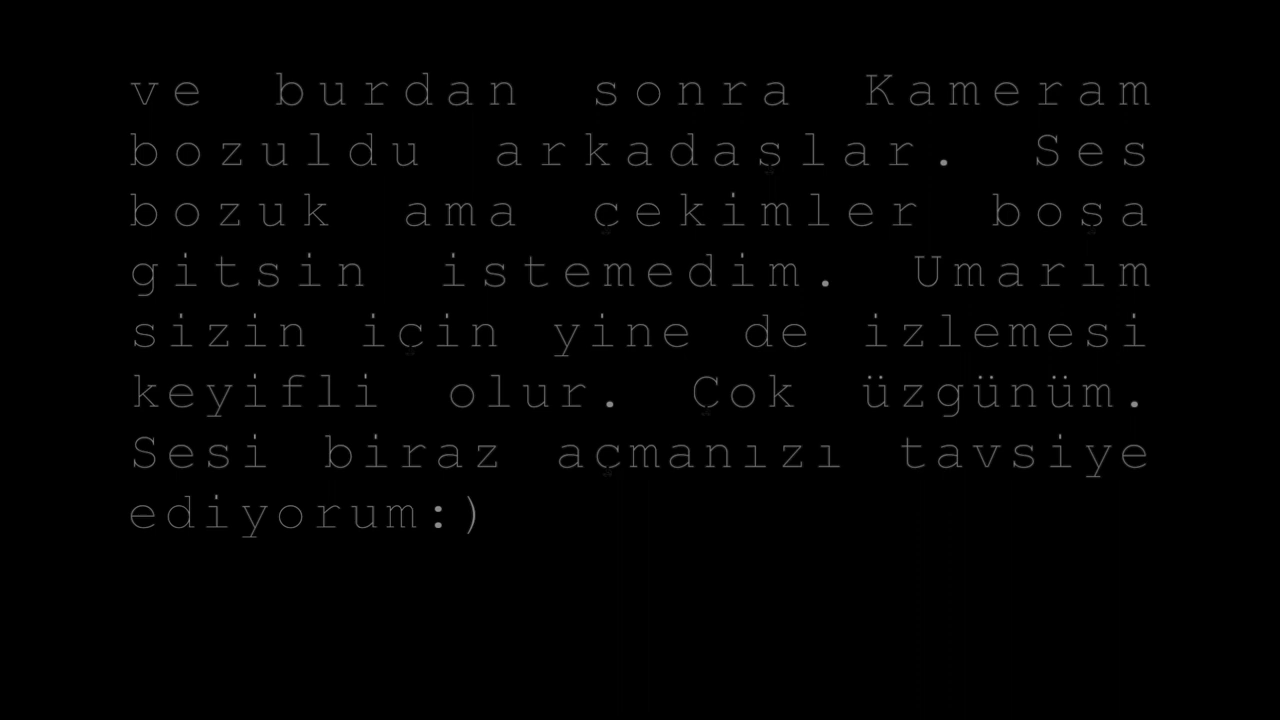 ve burdan sonra Kameram
bozuldu arkadaşlar. Ses
bozuk ama çekimler boşa
gitsin istemedim. Umarım
sizin için yine de izlemesi
keyifli olur. Çok üzgünüm.
Sesi biraz açmanızı tavsiye
ediyorum:)